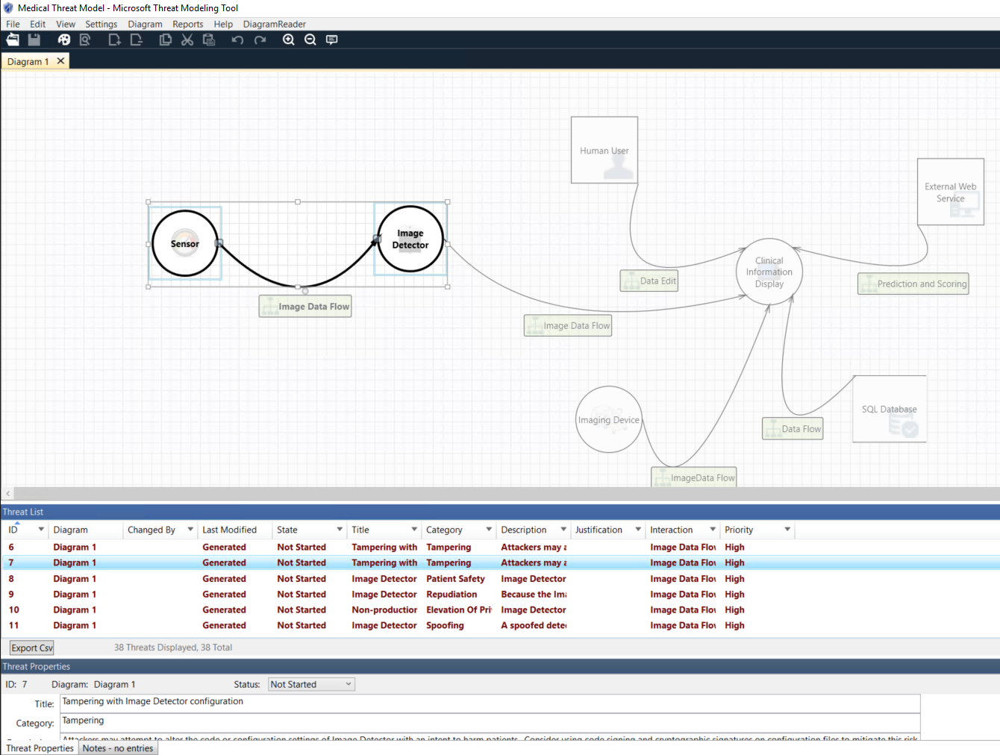 Medical Threat Model - Microsoft Threat Modeling Tool
File Edit View Settings Diagram Reports Help DiagramReader
Diagram 1
Human User
External Web
Service
Sensor
Image
Detector
Clinical
Information
Display
Data Edit
Prediction and Scoring
Image Data Flow
Image Data Flow
SQL Database
Imaging Device
Data Flow
ImageData Flow
Threat List
ID Diagram Changed By Last Modified State Title Category Description Justification Interaction Priority
6 Diagram 1 Generated Not Started Tampering with Tampering Attackers may a Image Data Flo High
7 Diagram 1 Generated Not Started Tampering with Tampering Attackers may a Image Data Flo High
8 Diagram 1 Generated Not Started Image Detector Patient Safety Image Detector Image Data Flo High
9 Diagram 1 Generated Not Started Image Detector Repudiation Because the Ima Image Data Flo High
10 Diagram 1 Generated Not Started Non-production Elevation Of Pri Image Detector Image Data Flo High
11 Diagram 1 Generated Not Started Image Detector Spoofing A spoofed dete Image Data Flo High
Export Csv 38 Threats Displayed, 38 Total
Threat Properties
ID: 7 Diagram: Diagram 1 Status: Not Started
Title: Tampering with Image Detector configuration
Category: Tampering
Attackers may attempt to alter the code or configuration settings of Image Detector with an intent to harm patients. Consider using code signing and cryptographic signatures on configuration files to mitigate this risk
Threat Properties Notes - no entries